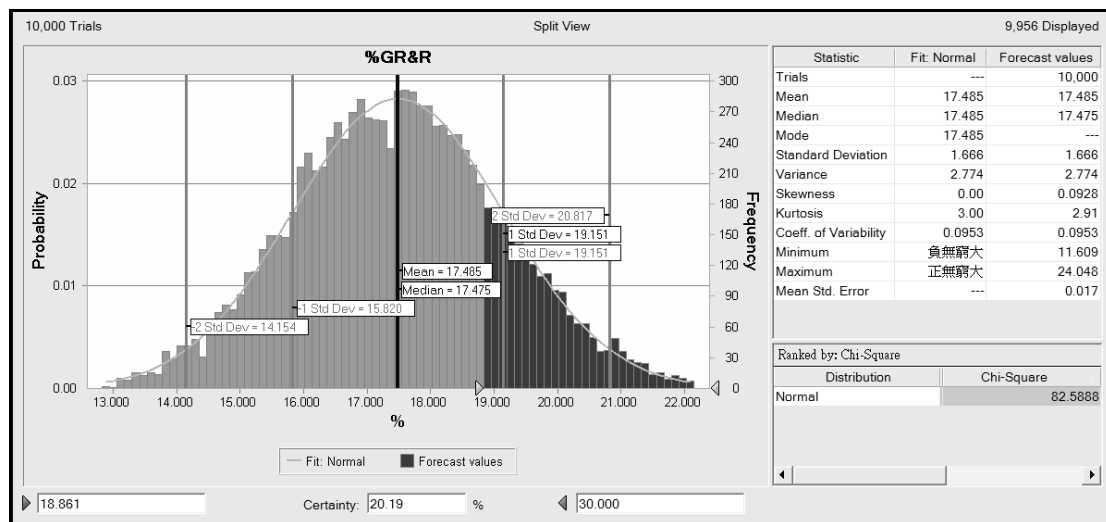 10,000 Trials
Split View
9,956 Displayed
%GR&R
Probability
0.03
0.02
0.01
0.00
300
270
240
210
180
150
120
90
60
30
0
Frequency
2 Std Dev = 20.817
1 Std Dev = 19.151
1 Std Dev = 19.151
Mean = 17.485
Median = 17.475
-1 Std Dev = 15.820
-2 Std Dev = 14.154
13.000 14.000 15.000 16.000 17.000 18.000 19.000 20.000 21.000 22.000
%
Fit: Normal Forecast values
18.861 Certainty: 20.19 % 30.000
Statistic Fit: Normal Forecast values
Trials --- 10,000
Mean 17.485 17.485
Median 17.485 17.475
Mode 17.485 ---
Standard Deviation 1.666 1.666
Variance 2.774 2.774
Skewness 0.00 0.0928
Kurtosis 3.00 2.91
Coeff. of Variability 0.0953 0.0953
Minimum 負無窮大 11.609
Maximum 正無窮大 24.048
Mean Std. Error --- 0.017
Ranked by: Chi-Square
Distribution Chi-Square
Normal 82.5888